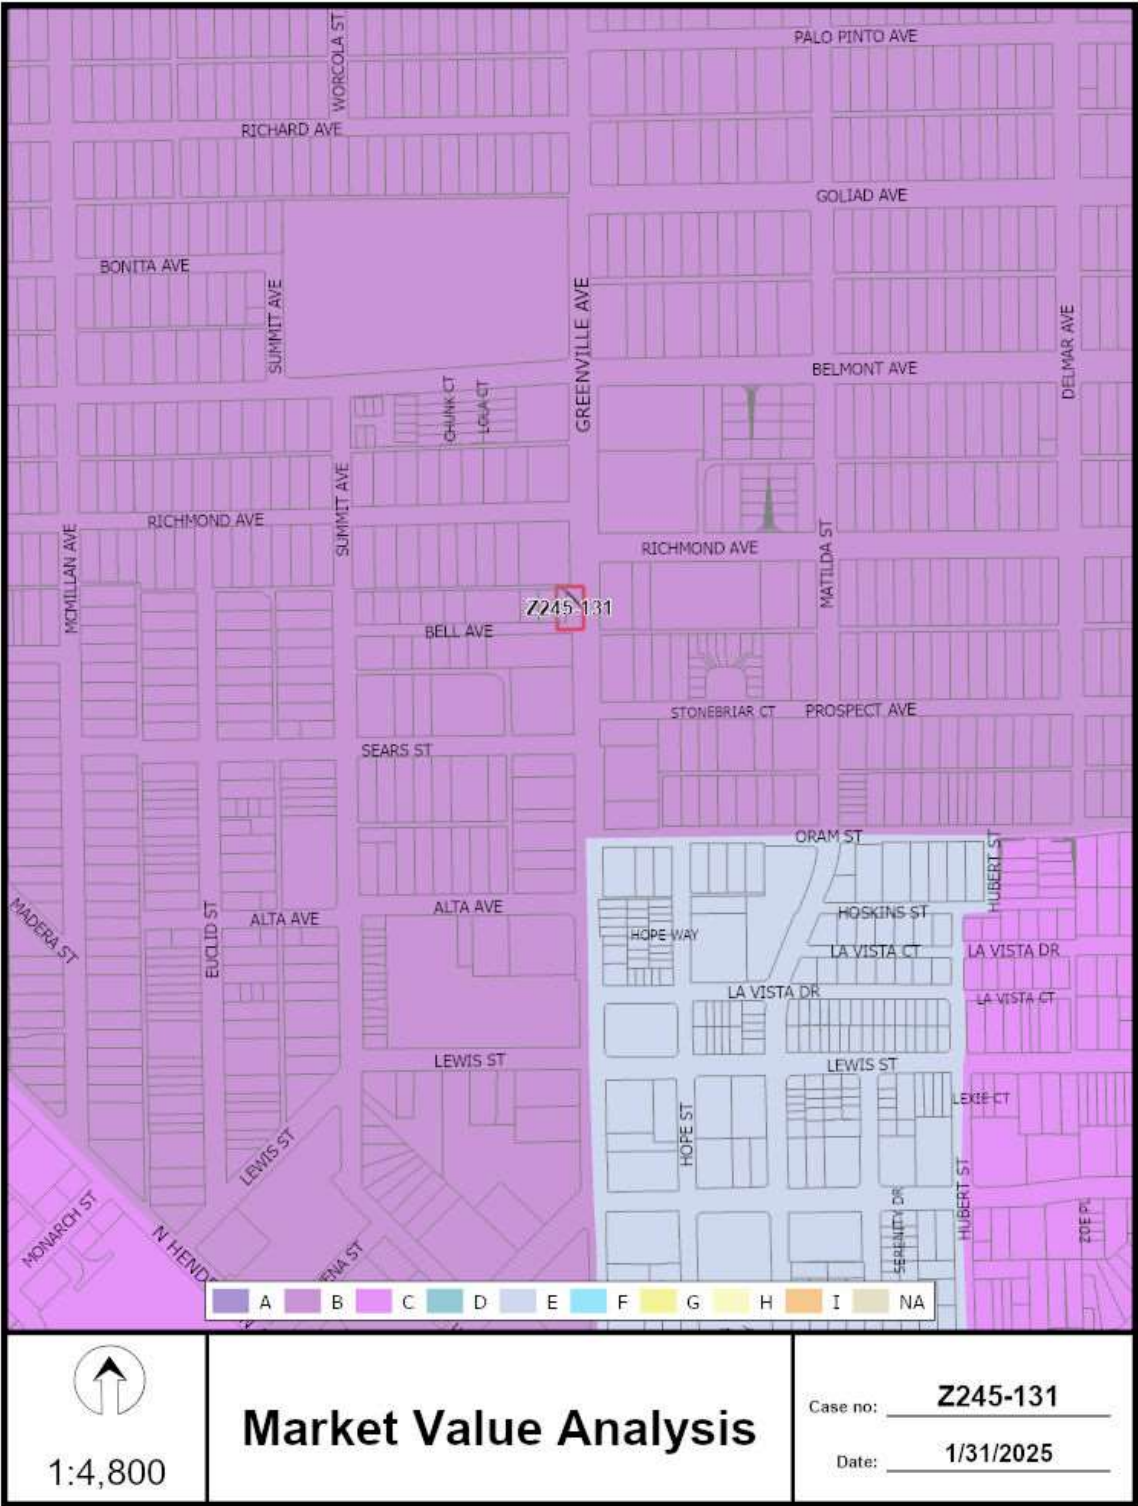 WORCOLA ST
PALO PINTO AVE
RICHARD AVE
GOLIAD AVE
BONITA AVE
SUMMIT AVE
GREENVILLE AVE
DELMAR AVE
BELMONT AVE
CHUNK CT
LOLA CT
SUMMIT AVE
RICHMOND AVE
MCMILLAN AVE
RICHMOND AVE
MATILDA ST
Z245-131
BELL AVE
STONEBRIAR CT
PROSPECT AVE
SEARS ST
ORAM ST
HUBERT ST
MADERA ST
EUCLID ST
ALTA AVE
ALTA AVE
HOSKINS ST
HOPE WAY
LA VISTA CT
LA VISTA DR
LA VISTA DR
LA VISTA CT
LEWIS ST
LEWIS ST
LEXIE CT
HOPE ST
LEWIS ST
HUBERT ST
SERENITY DR
ZOE PL
MONARCH ST
N HENDE
ENA ST
A B C D E F G H I NA
1:4,800
Market Value Analysis
Case no: Z245-131
Date: 1/31/2025